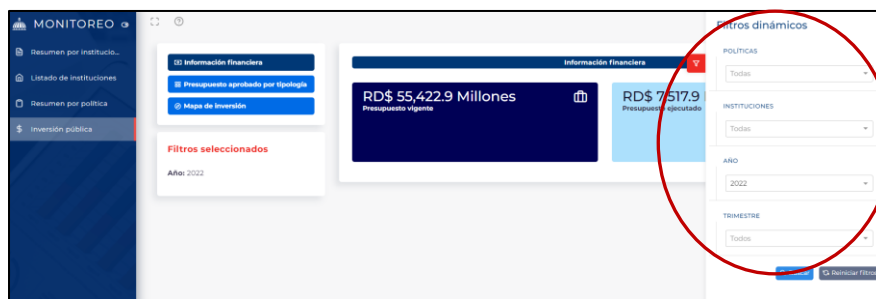 MONITOREO
Resumen por institucio...
Listado de instituciones
Resumen por política
Inversión pública
Información financiera
Presupuesto aprobado por tipología
Mapa de inversión
Filtros seleccionados
Año: 2022
Información financiera
RD$ 55,422.9 Millones
Presupuesto vigente
RD$ 7,517.9
Presupuesto ejecutado
Filtros dinámicos
POLÍTICAS
Todas
INSTITUCIONES
Todas
AÑO
2022
TRIMESTRE
Todos
Reiniciar filtros